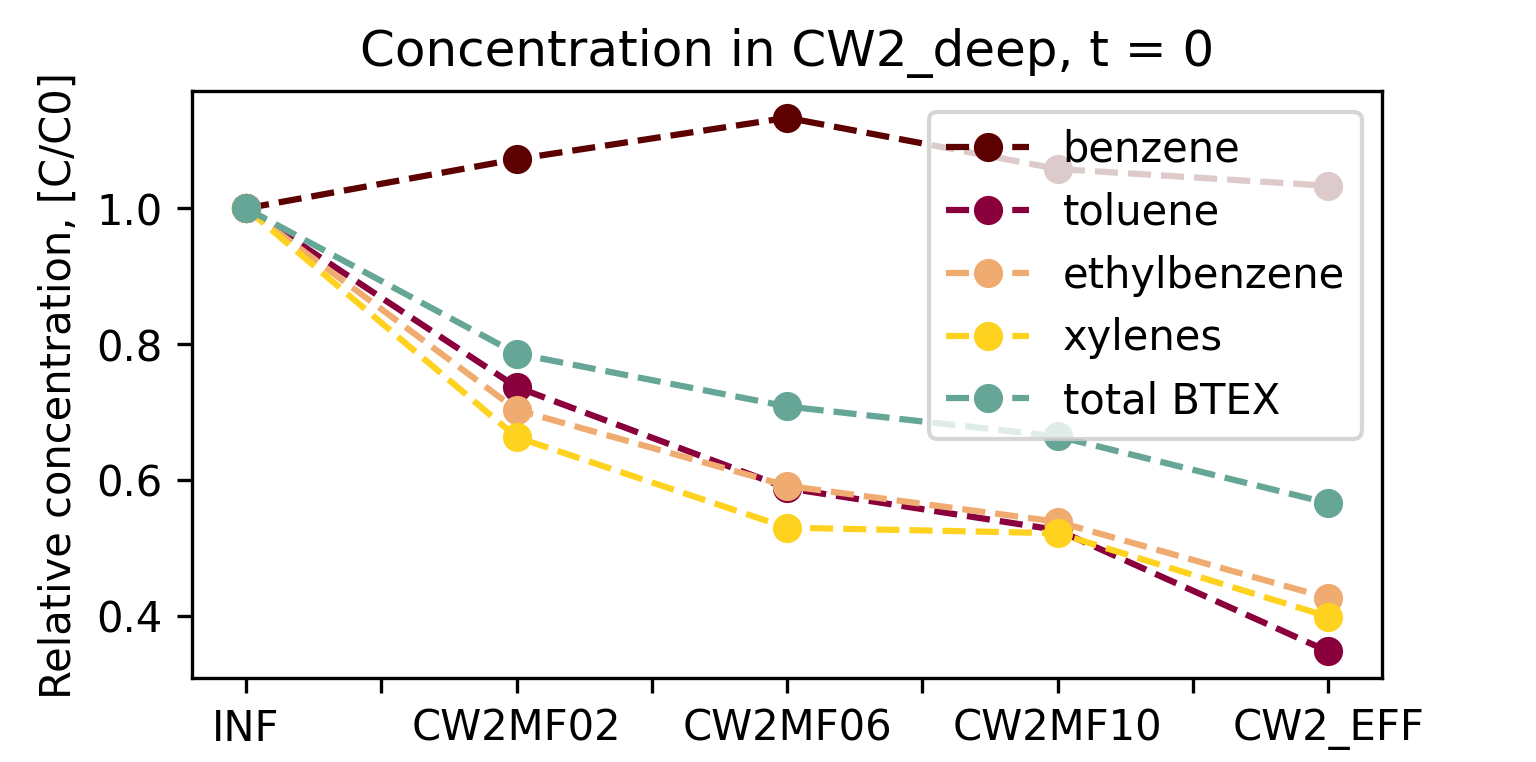 Concentration in CW2_deep, t = 0
Relative concentration, [C/C0]
1.0
0.8
0.6
0.4
benzene
toluene
ethylbenzene
xylenes
total BTEX
INF CW2MF02 CW2MF06 CW2MF10 CW2_EFF